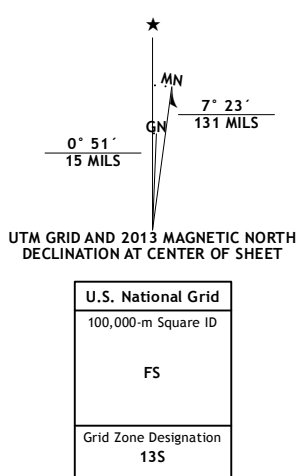 ★
MN
GN
7° 23´
131 MILS
0° 51´
15 MILS
UTM GRID AND 2013 MAGNETIC NORTH
DECLINATION AT CENTER OF SHEET
U.S. National Grid
100,000-m Square ID
FS
Grid Zone Designation
13S